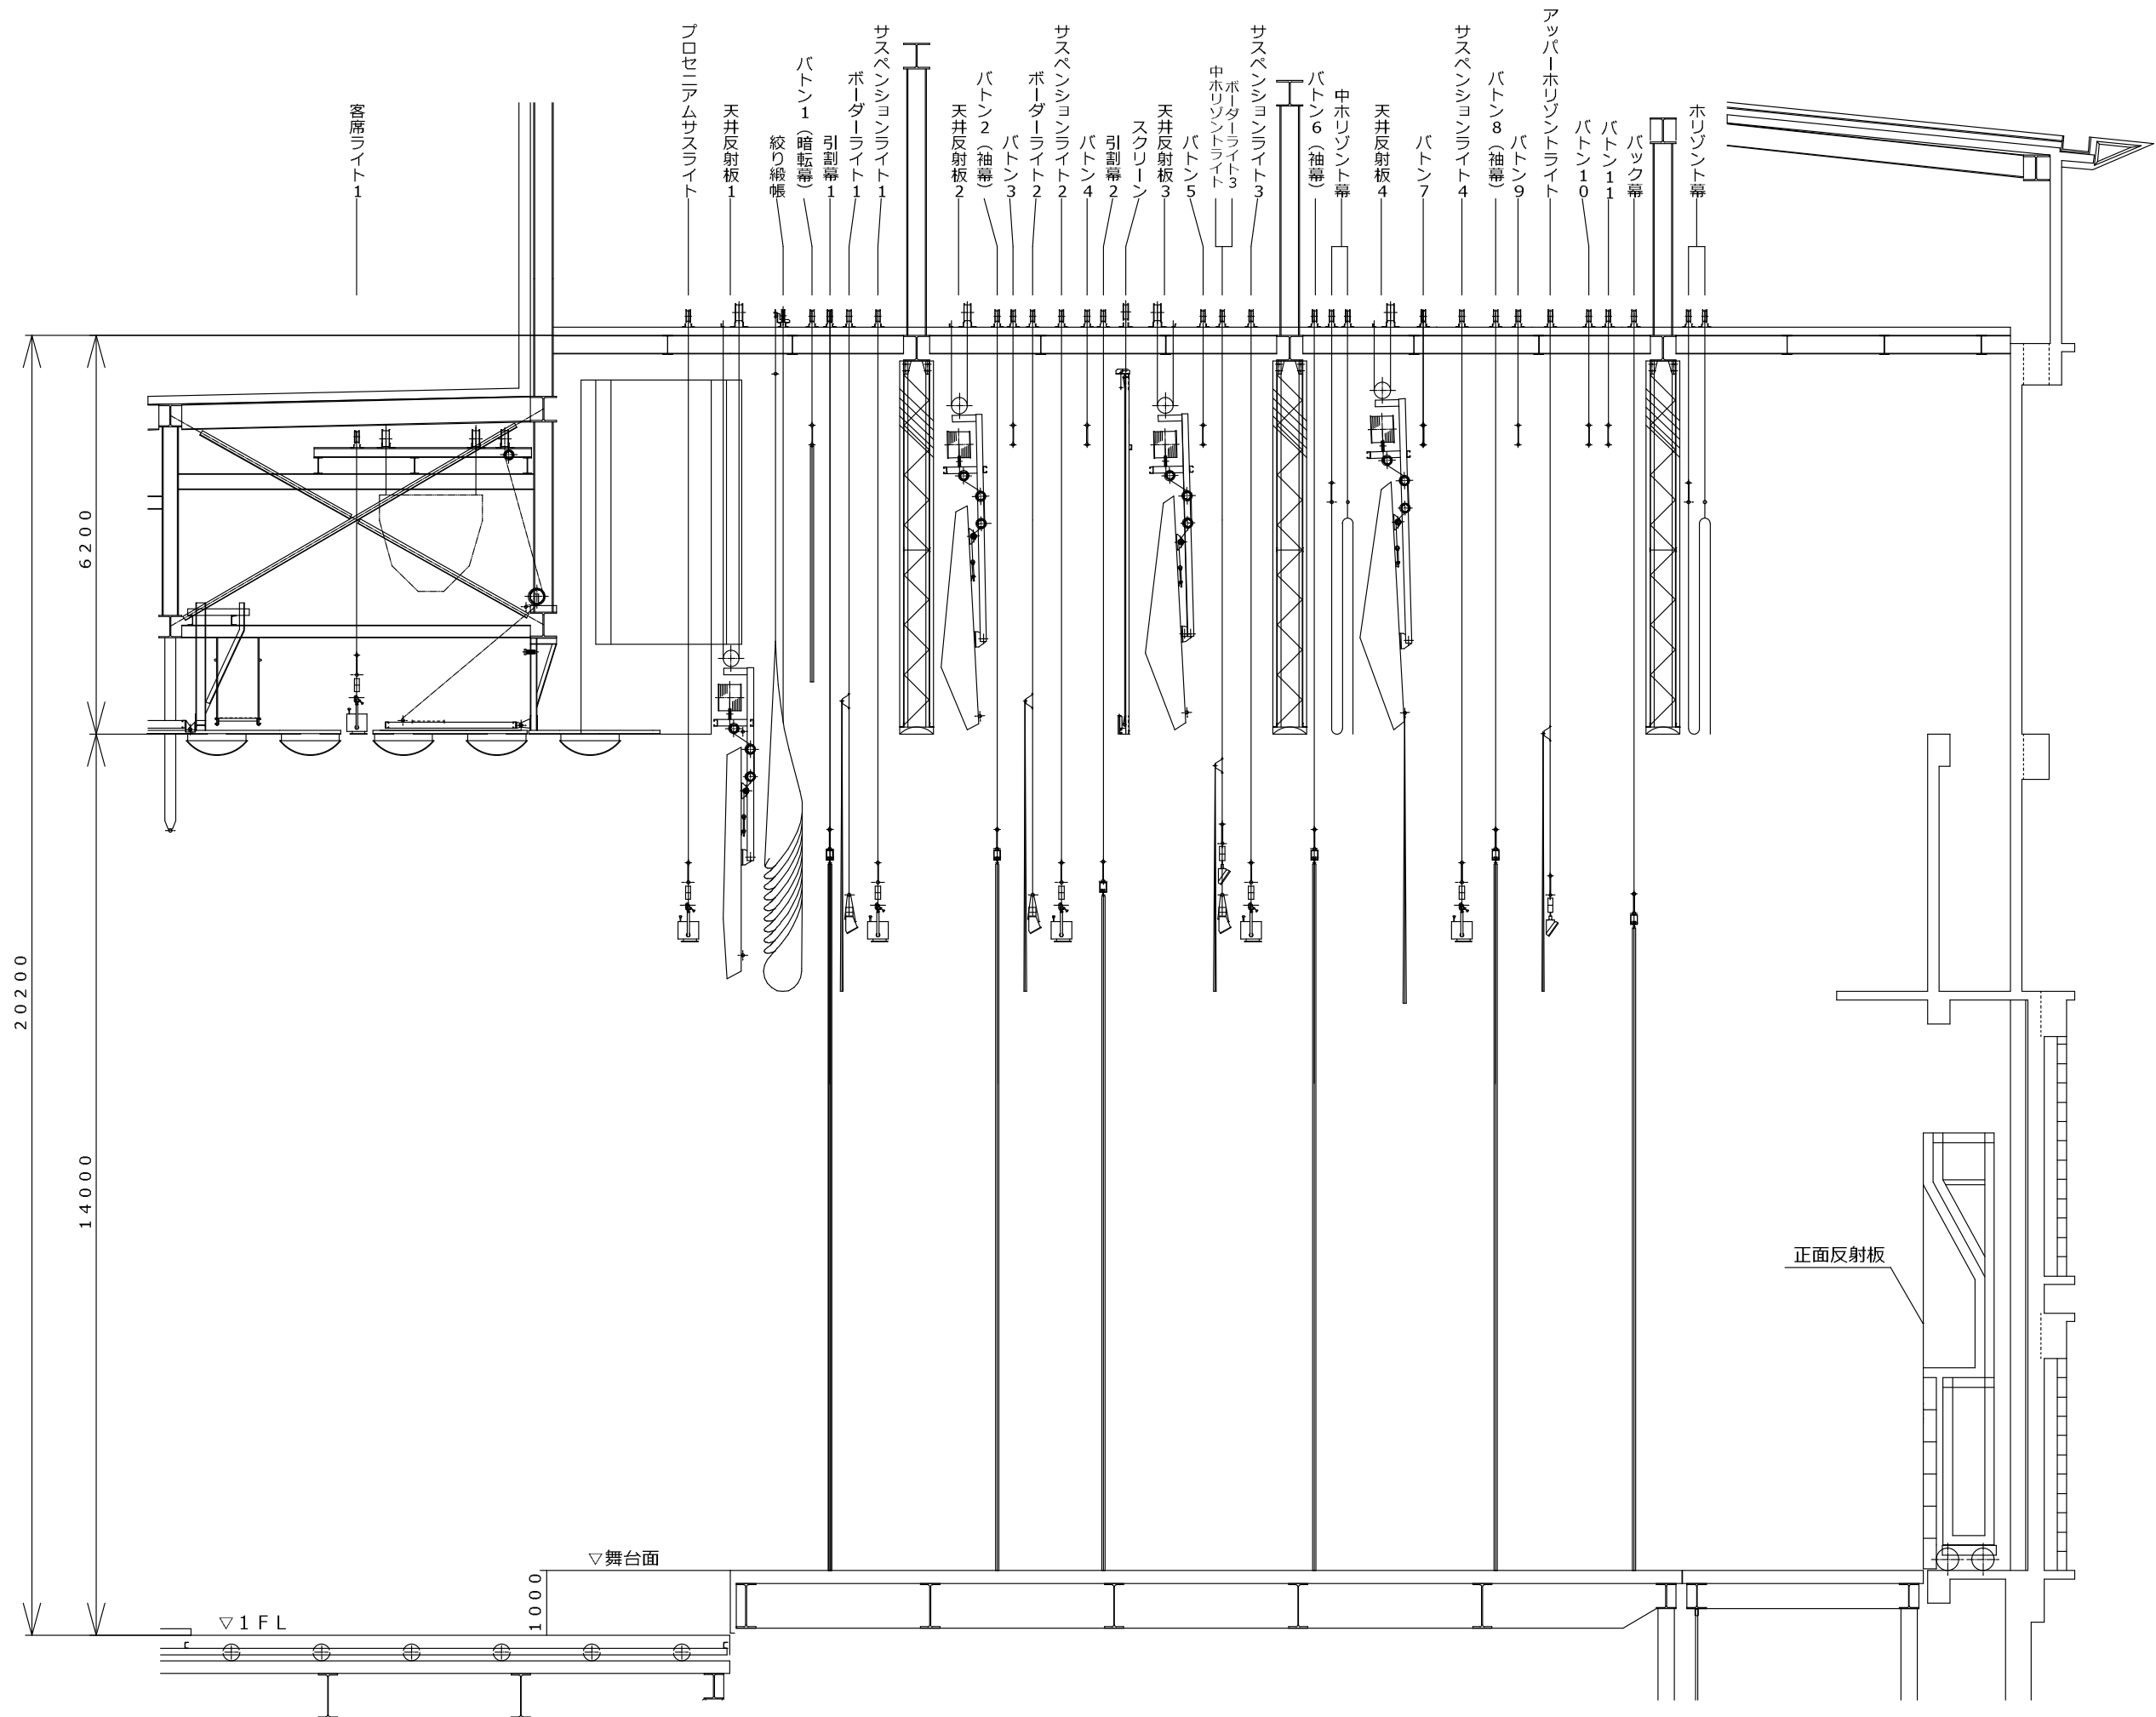 客席ライト1
プロセニアムサスライト
天井反射板1
絞り緞帳
バトン1(暗転幕)
引割幕1
ボーダーライト1
サスペンションライト1
天井反射板2
バトン2(袖幕)
バトン3
ボーダーライト2
サスペンションライト2
バトン4
引割幕2
スクリーン
天井反射板3
バトン5
中ホリゾントライト
ボーダーライト3
サスペンションライト3
バトン6(袖幕)
中ホリゾント幕
天井反射板4
バトン7
サスペンションライト4
バトン8(袖幕)
バトン9
アッパーホリゾントライト
バトン10
バトン11
バック幕
ホリゾント幕
6200
20200
14000
正面反射板
▽舞台面
1000
▽1FL